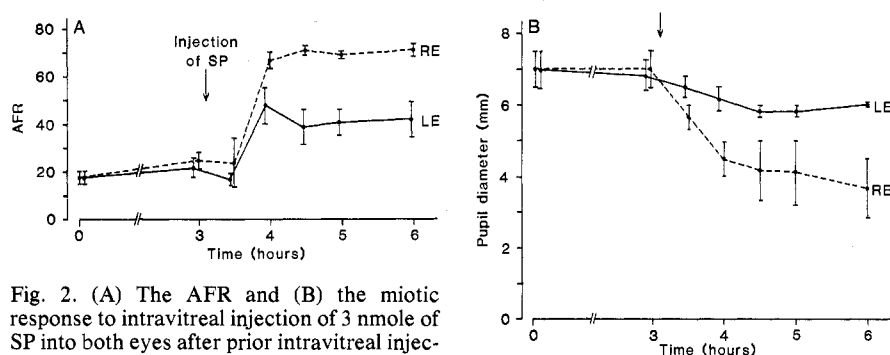 A
80
60
40
20
0
AFR
Injection
of SP
RE
LE
0
3
4
5
6
Time (hours)
B
8
6
4
2
0
Pupil diameter (mm)
LE
RE
0
3
4
5
6
Time (hours)
Fig. 2. (A) The AFR and (B) the miotic
response to intravitreal injection of 3 nmole of
SP into both eyes after prior intravitreal injec-